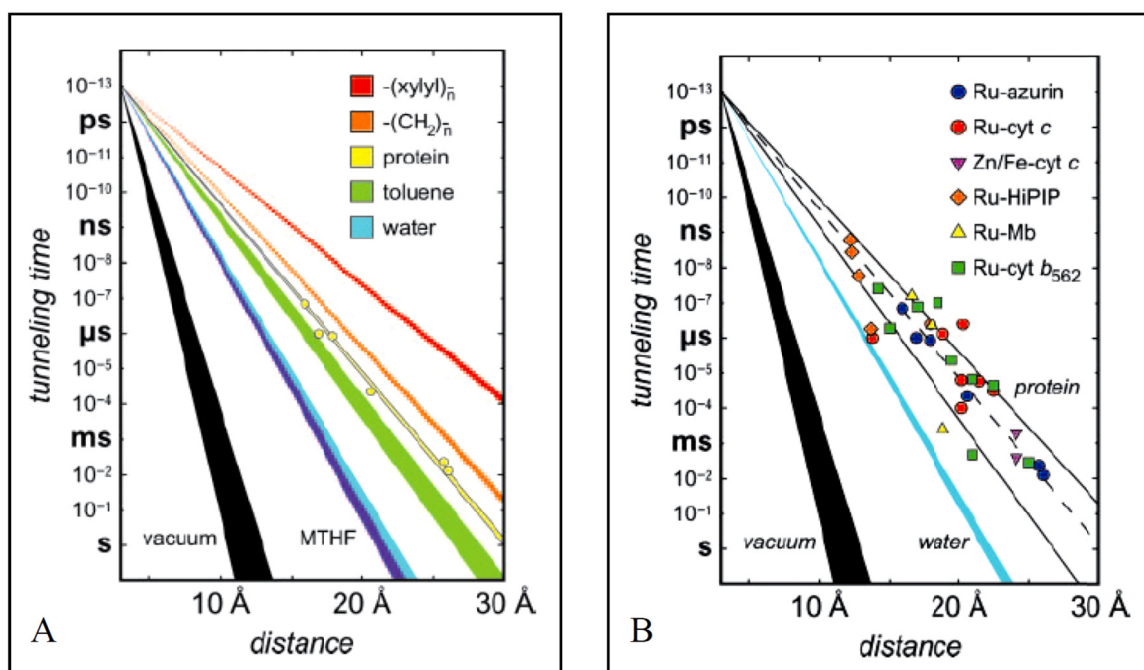 10⁻¹³
ps
10⁻¹¹
10⁻¹⁰
ns
10⁻⁸
10⁻⁷
µs
10⁻⁵
10⁻⁴
ms
10⁻²
10⁻¹
s
tunneling time
-(xylyl)n̄
-(CH₂)n̄
protein
toluene
water
vacuum
MTHF
10 Å
20 Å
30 Å
distance
A
10⁻¹³
ps
10⁻¹¹
10⁻¹⁰
ns
10⁻⁸
10⁻⁷
µs
10⁻⁵
10⁻⁴
ms
10⁻²
10⁻¹
s
tunneling time
Ru-azurin
Ru-cyt c
Zn/Fe-cyt c
Ru-HiPIP
Ru-Mb
Ru-cyt b₅₆₂
protein
vacuum
water
10 Å
20 Å
30 Å
distance
B